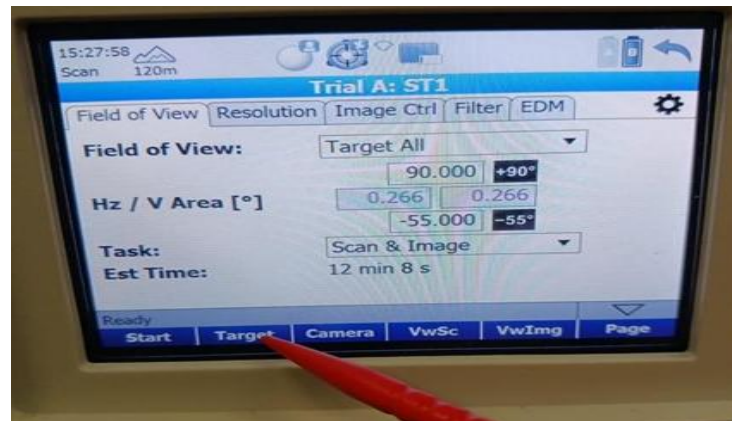 15:27:58
Scan 120m
Trial A: ST1
Field of View Resolution Image Ctrl Filter EDM
Field of View: Target All
90.000 +90°
Hz / V Area [°] 0.266 0.266
-55.000 -55°
Task: Scan & Image
Est Time: 12 min 8 s
Ready
Start Target Camera VwSc VwImg Page